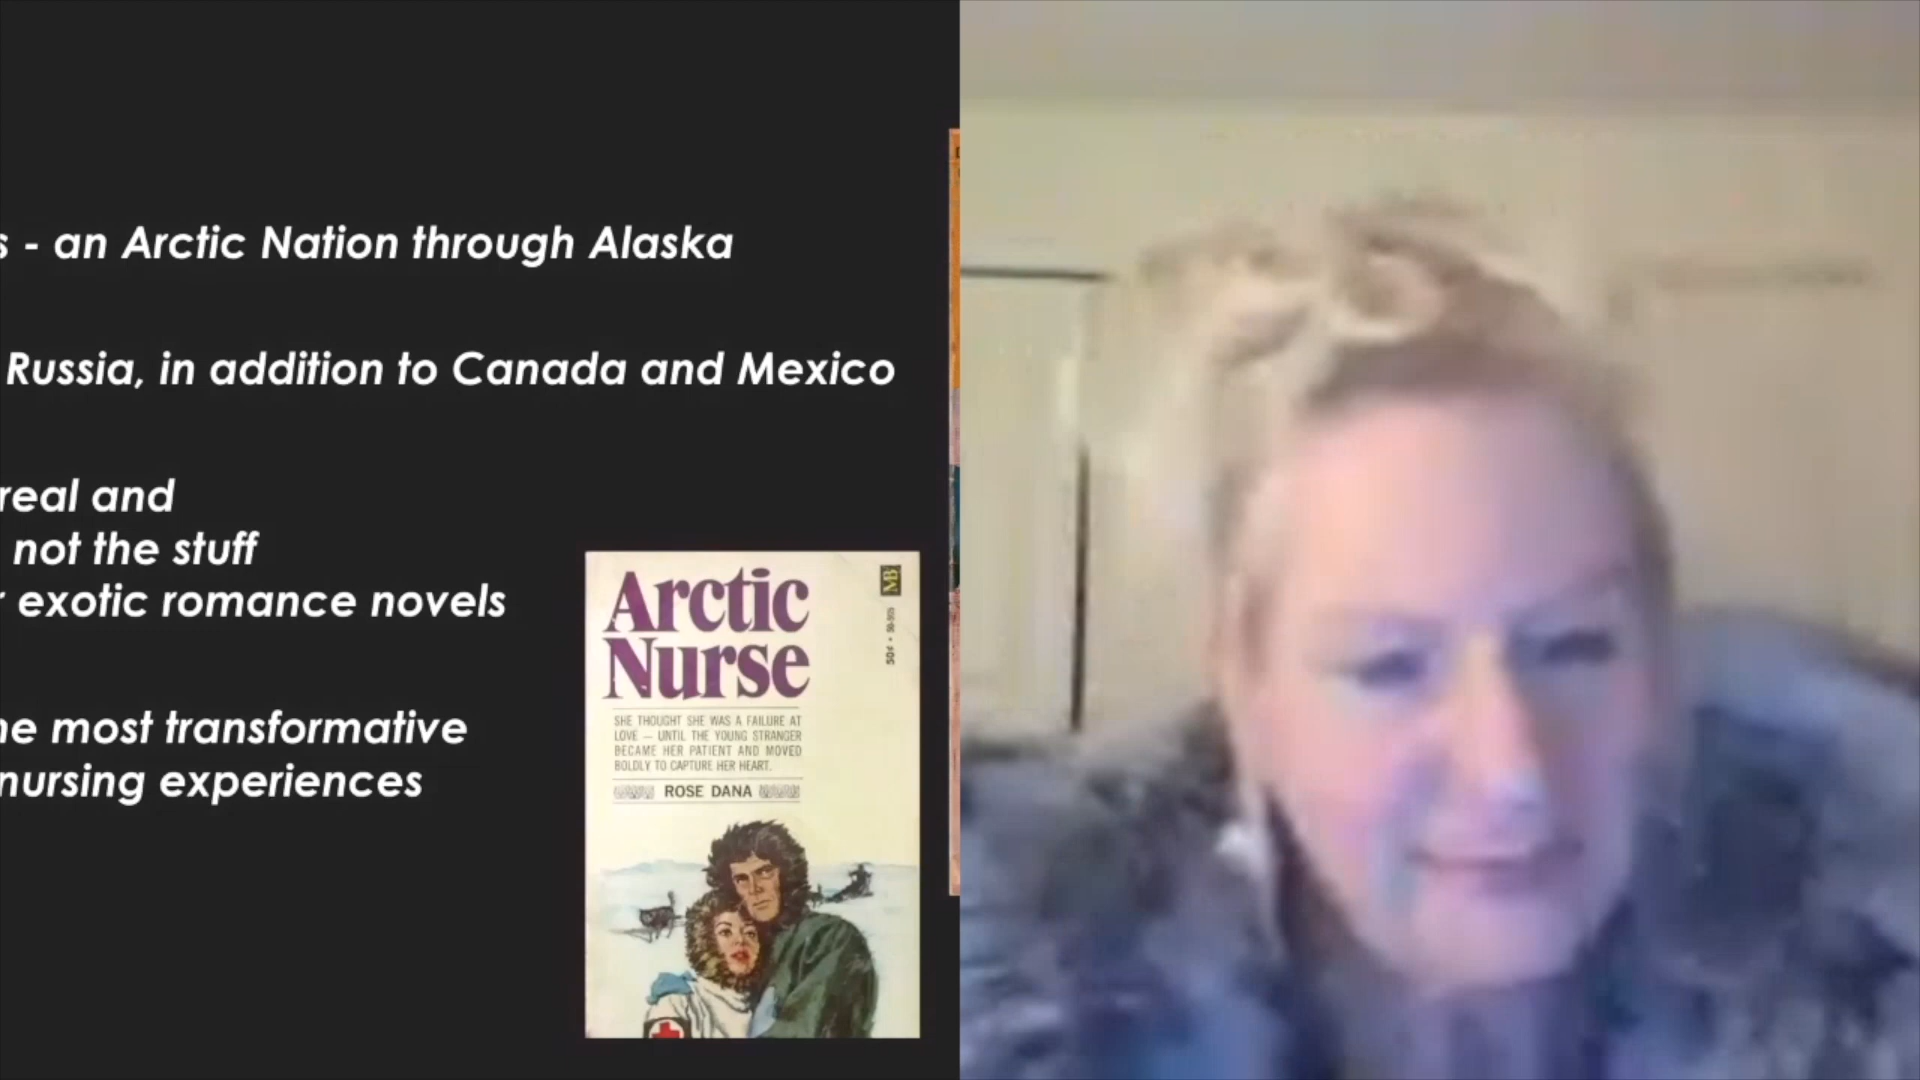 s - an Arctic Nation through Alaska
Russia, in addition to Canada and Mexico
real and
not the stuff
r exotic romance novels
he most transformative
nursing experiences
MB
50¢ •
Arctic
Nurse
SHE THOUGHT SHE WAS A FAILURE AT
LOVE — UNTIL THE YOUNG STRANGER
BECAME HER PATIENT AND MOVED
BOLDLY TO CAPTURE HER HEART.
ROSE DANA